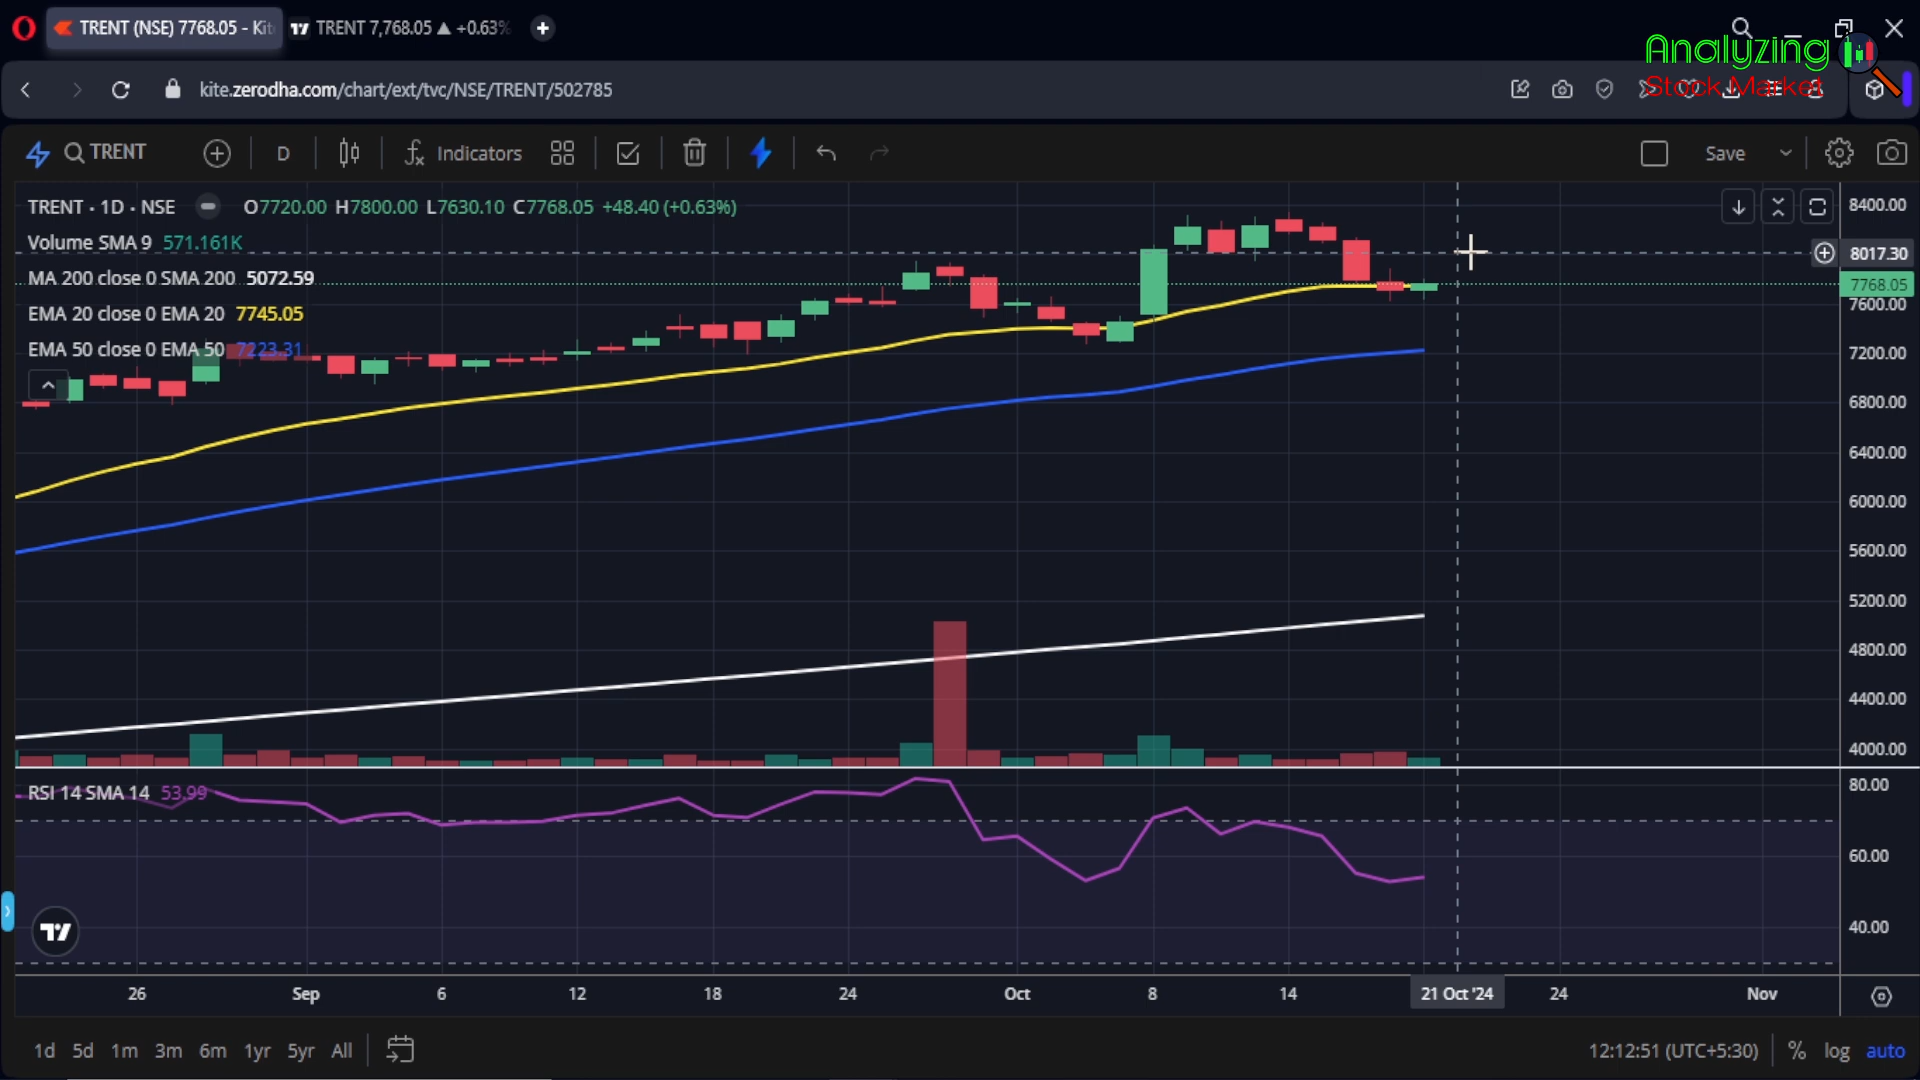 TRENT (NSE) 7768.05 - Kit
TRENT 7,768.05 ▲ +0.63%
Analyzing
Stock Market
kite.zerodha.com/chart/ext/tvc/NSE/TRENT/502785
TRENT
D
Indicators
Save
TRENT · 1D · NSE O7720.00 H7800.00 L7630.10 C7768.05 +48.40 (+0.63%)
Volume SMA 9 571.161K
MA 200 close 0 SMA 200 5072.59
EMA 20 close 0 EMA 20 7745.05
EMA 50 close 0 EMA 50 7223.31
8400.00
8017.30
7768.05
7600.00
7200.00
6800.00
6400.00
6000.00
5600.00
5200.00
4800.00
4400.00
4000.00
RSI 14 SMA 14 53.99
80.00
60.00
40.00
26 Sep 6 12 18 24 Oct 8 14 21 Oct '24 24 Nov
1d 5d 1m 3m 6m 1yr 5yr All
12:12:51 (UTC+5:30) % log auto